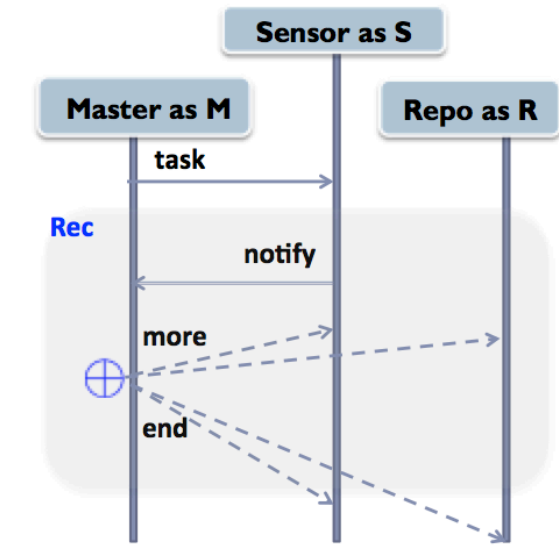 Sensor as S
Master as M
Repo as R
task
Rec
notify
more
end